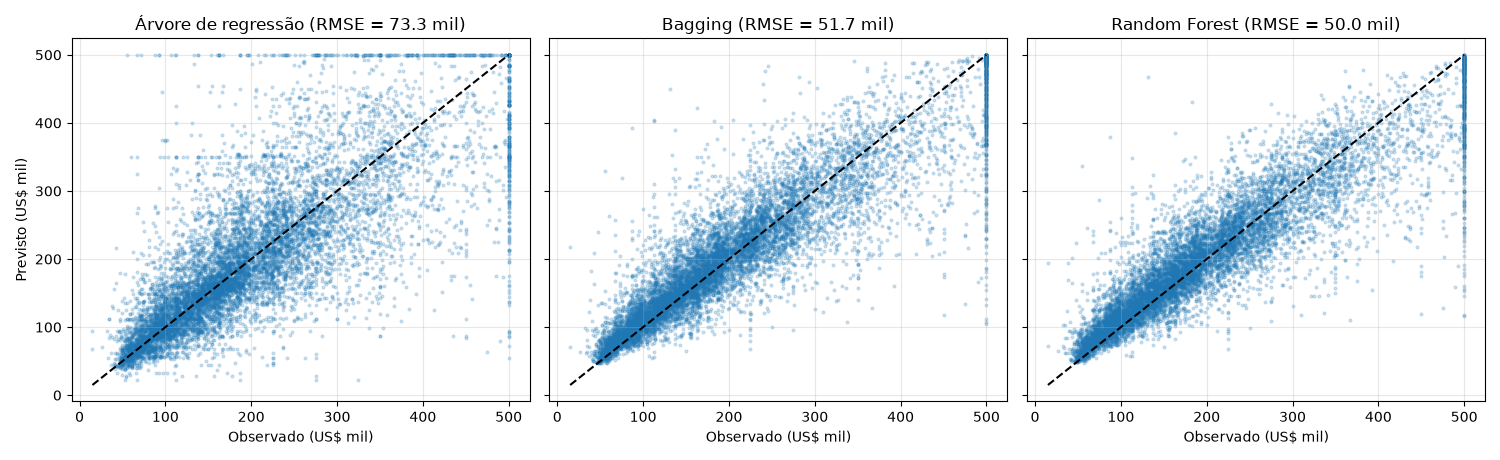 Árvore de regressão (RMSE = 73.3 mil)
Bagging (RMSE = 51.7 mil)
Random Forest (RMSE = 50.0 mil)
500
400
300
200
100
0
Previsto (US$ mil)
0 100 200 300 400 500
0 100 200 300 400 500
0 100 200 300 400 500
Observado (US$ mil)
Observado (US$ mil)
Observado (US$ mil)